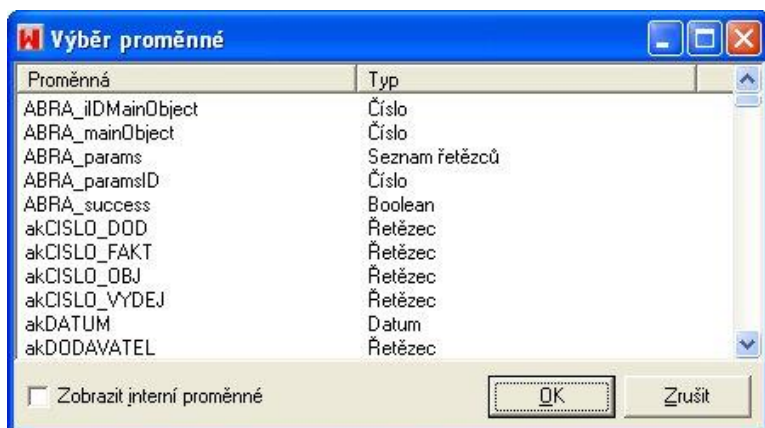 Výběr proměnné
Proměnná Typ
ABRA_iIDMainObject Číslo
ABRA_mainObject Číslo
ABRA_params Seznam řetězců
ABRA_paramsID Číslo
ABRA_success Boolean
akCISLO_DOD Řetězec
akCISLO_FAKT Řetězec
akCISLO_OBJ Řetězec
akCISLO_VYDEJ Řetězec
akDATUM Datum
akDODAVATEL Řetězec
Zobrazit interní proměnné OK Zrušit